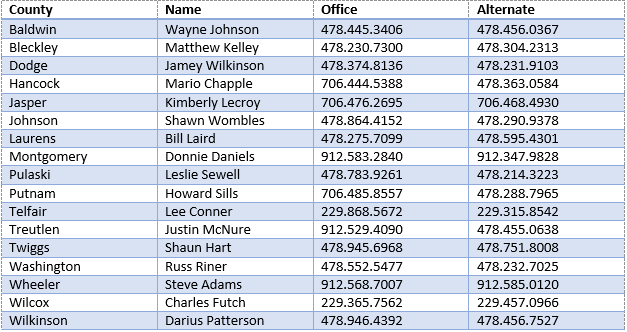 County Name Office Alternate
Baldwin Wayne Johnson 478.445.3406 478.456.0367
Bleckley Matthew Kelley 478.230.7300 478.304.2313
Dodge Jamey Wilkinson 478.374.8136 478.231.9103
Hancock Mario Chapple 706.444.5388 478.363.0584
Jasper Kimberly Lecroy 706.476.2695 706.468.4930
Johnson Shawn Wombles 478.864.4152 478.290.9378
Laurens Bill Laird 478.275.7099 478.595.4301
Montgomery Donnie Daniels 912.583.2840 912.347.9828
Pulaski Leslie Sewell 478.783.9261 478.214.3223
Putnam Howard Sills 706.485.8557 478.288.7965
Telfair Lee Conner 229.868.5672 229.315.8542
Treutlen Justin McNure 912.529.4090 478.455.0638
Twiggs Shaun Hart 478.945.6968 478.751.8008
Washington Russ Riner 478.552.5477 478.232.7025
Wheeler Steve Adams 912.568.7007 912.585.0120
Wilcox Charles Futch 229.365.7562 229.457.0966
Wilkinson Darius Patterson 478.946.4392 478.456.7527